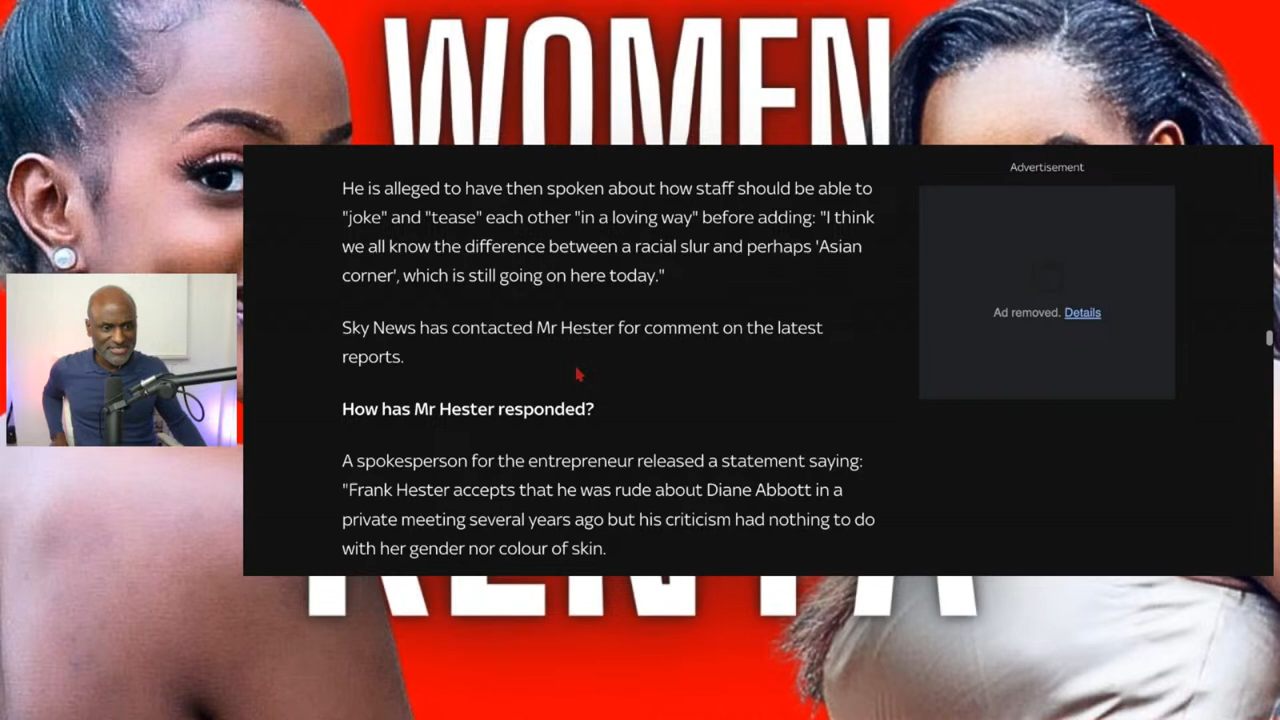 WOMEN
Advertisement
He is alleged to have then spoken about how staff should be able to
"joke" and "tease" each other "in a loving way" before adding: "I think
we all know the difference between a racial slur and perhaps 'Asian
corner', which is still going on here today."
Ad removed. Details
Sky News has contacted Mr Hester for comment on the latest
reports.
How has Mr Hester responded?
A spokesperson for the entrepreneur released a statement saying:
"Frank Hester accepts that he was rude about Diane Abbott in a
private meeting several years ago but his criticism had nothing to do
with her gender nor colour of skin.
KENYA